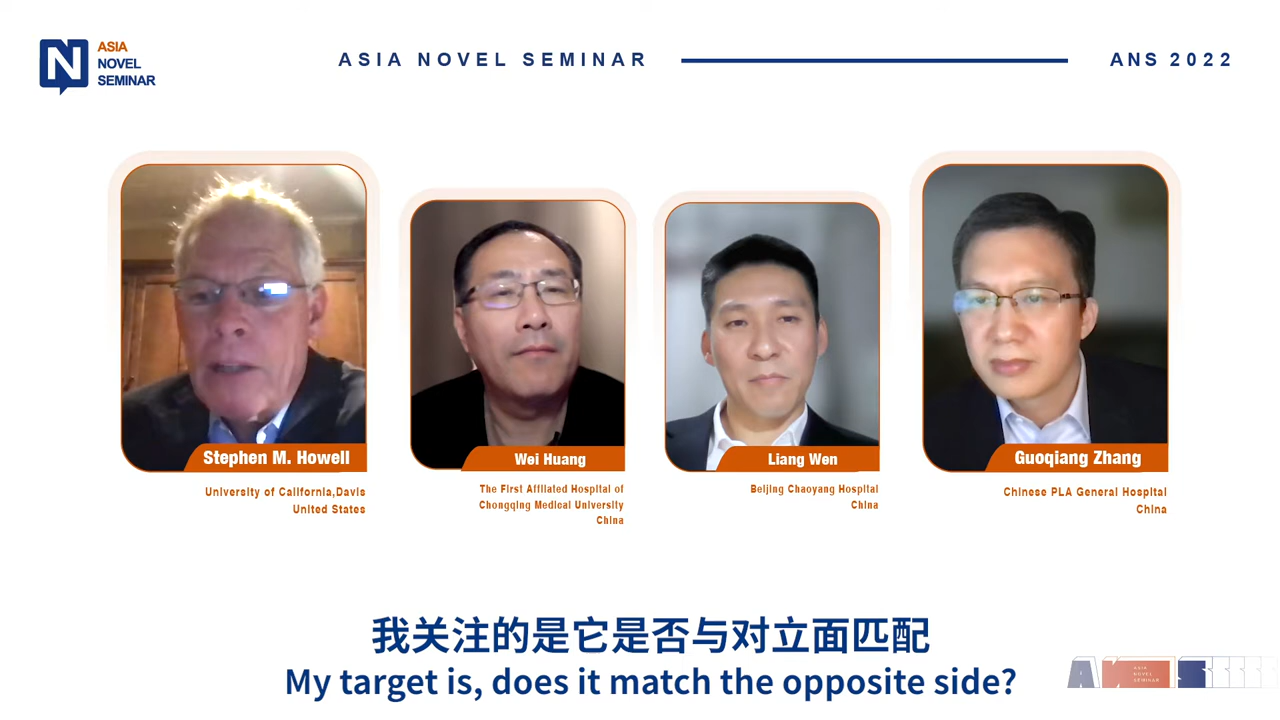 ASIA
NOVEL
SEMINAR
ASIA NOVEL SEMINAR
ANS 2022
Stephen M. Howell
University of California,Davis
United States
Wei Huang
The First Affiliated Hospital of
Chongqing Medical University
China
Liang Wen
Beijing Chaoyang Hospital
China
Guoqiang Zhang
Chinese PLA General Hospital
China
我关注的是它是否与对立面匹配
My target is, does it match the opposite side?
ASIA
NOVEL
SEMINAR